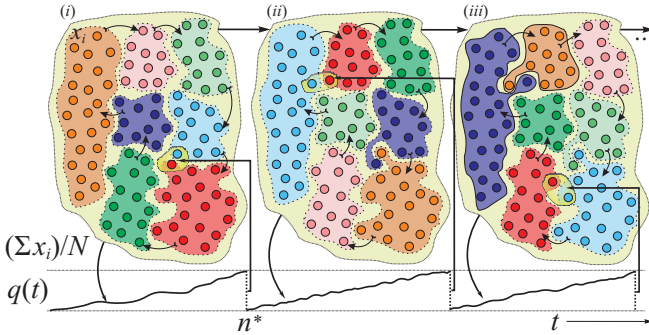 (i) (ii) (iii)
x_i ..
(Σx_i)/N
q(t)
n* t